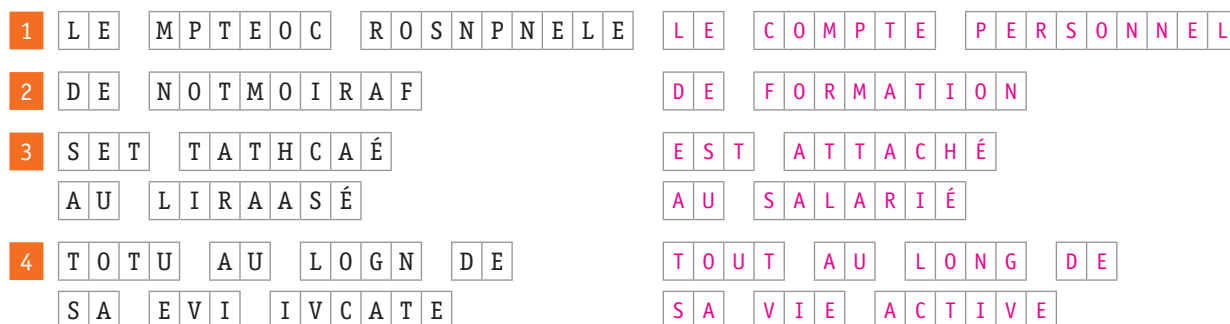 1 LE MPTEOC ROSNPNELE LE COMPTE PERSONNEL
2 DE NOTMOIRAF DE FORMATION
3 SET TATHCAÉ EST ATTACHÉ
AU LIRAASÉ AU SALARIÉ
4 TOTU AU LOGN DE TOUT AU LONG DE
SA EVI IVCATE SA VIE ACTIVE